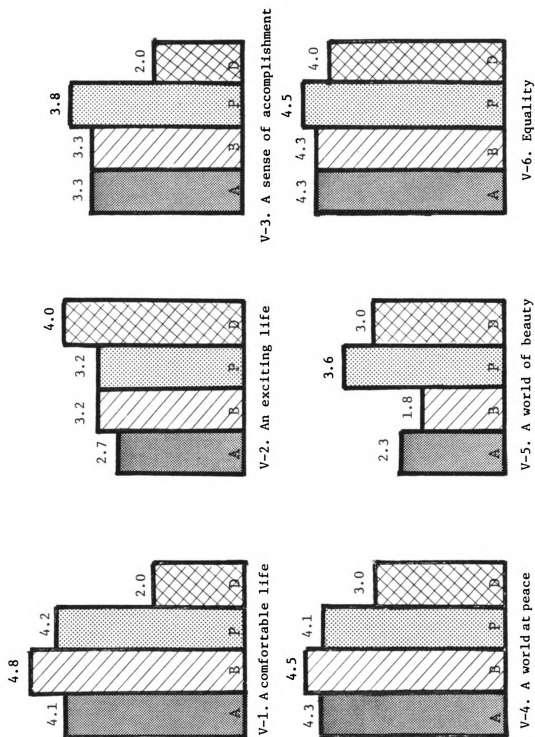 4.1
4.8
4.2
2.0
A
B
P
D
V-1. A comfortable life
2.7
3.2
3.2
4.0
A
B
P
D
V-2. An exciting life
3.3
3.3
3.8
2.0
A
B
P
D
V-3. A sense of accomplishment
4.3
4.5
4.1
3.0
A
B
P
D
V-4. A world at peace
2.3
1.8
3.6
3.0
A
B
P
D
V-5. A world of beauty
4.3
4.3
4.5
4.0
A
B
P
D
V-6. Equality